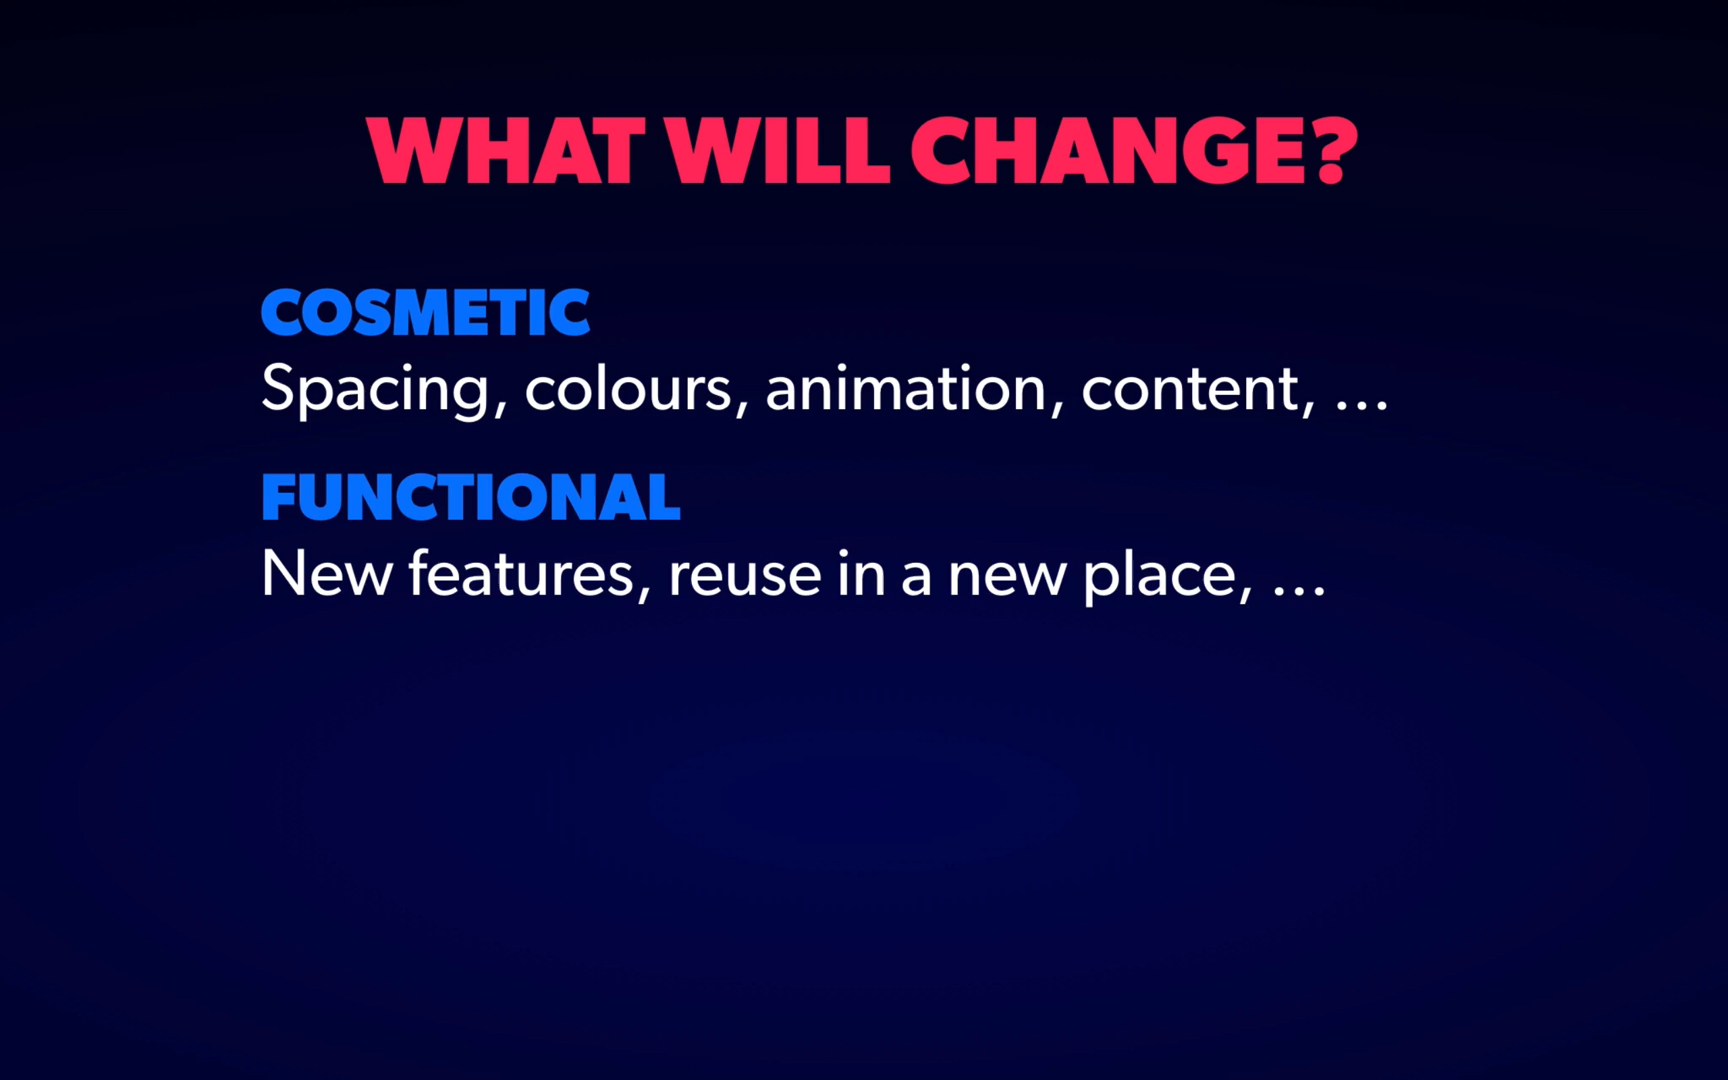 WHAT WILL CHANGE?
COSMETIC
Spacing, colours, animation, content, …
FUNCTIONAL
New features, reuse in a new place, …